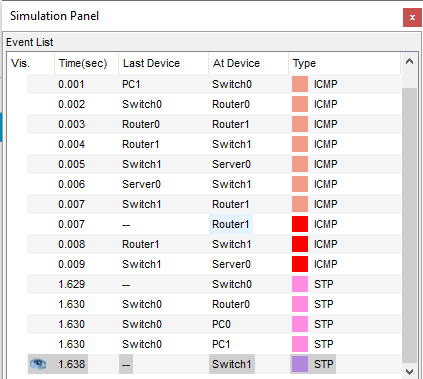 Simulation Panel
Event List
Vis. Time(sec) Last Device At Device Type
0.001 PC1 Switch0 ICMP
0.002 Switch0 Router0 ICMP
0.003 Router0 Router1 ICMP
0.004 Router1 Switch1 ICMP
0.005 Switch1 Server0 ICMP
0.006 Server0 Switch1 ICMP
0.007 Switch1 Router1 ICMP
0.007 -- Router1 ICMP
0.008 Router1 Switch1 ICMP
0.009 Switch1 Server0 ICMP
1.629 -- Switch0 STP
1.630 Switch0 Router0 STP
1.630 Switch0 PC0 STP
1.630 Switch0 PC1 STP
1.638 -- Switch1 STP